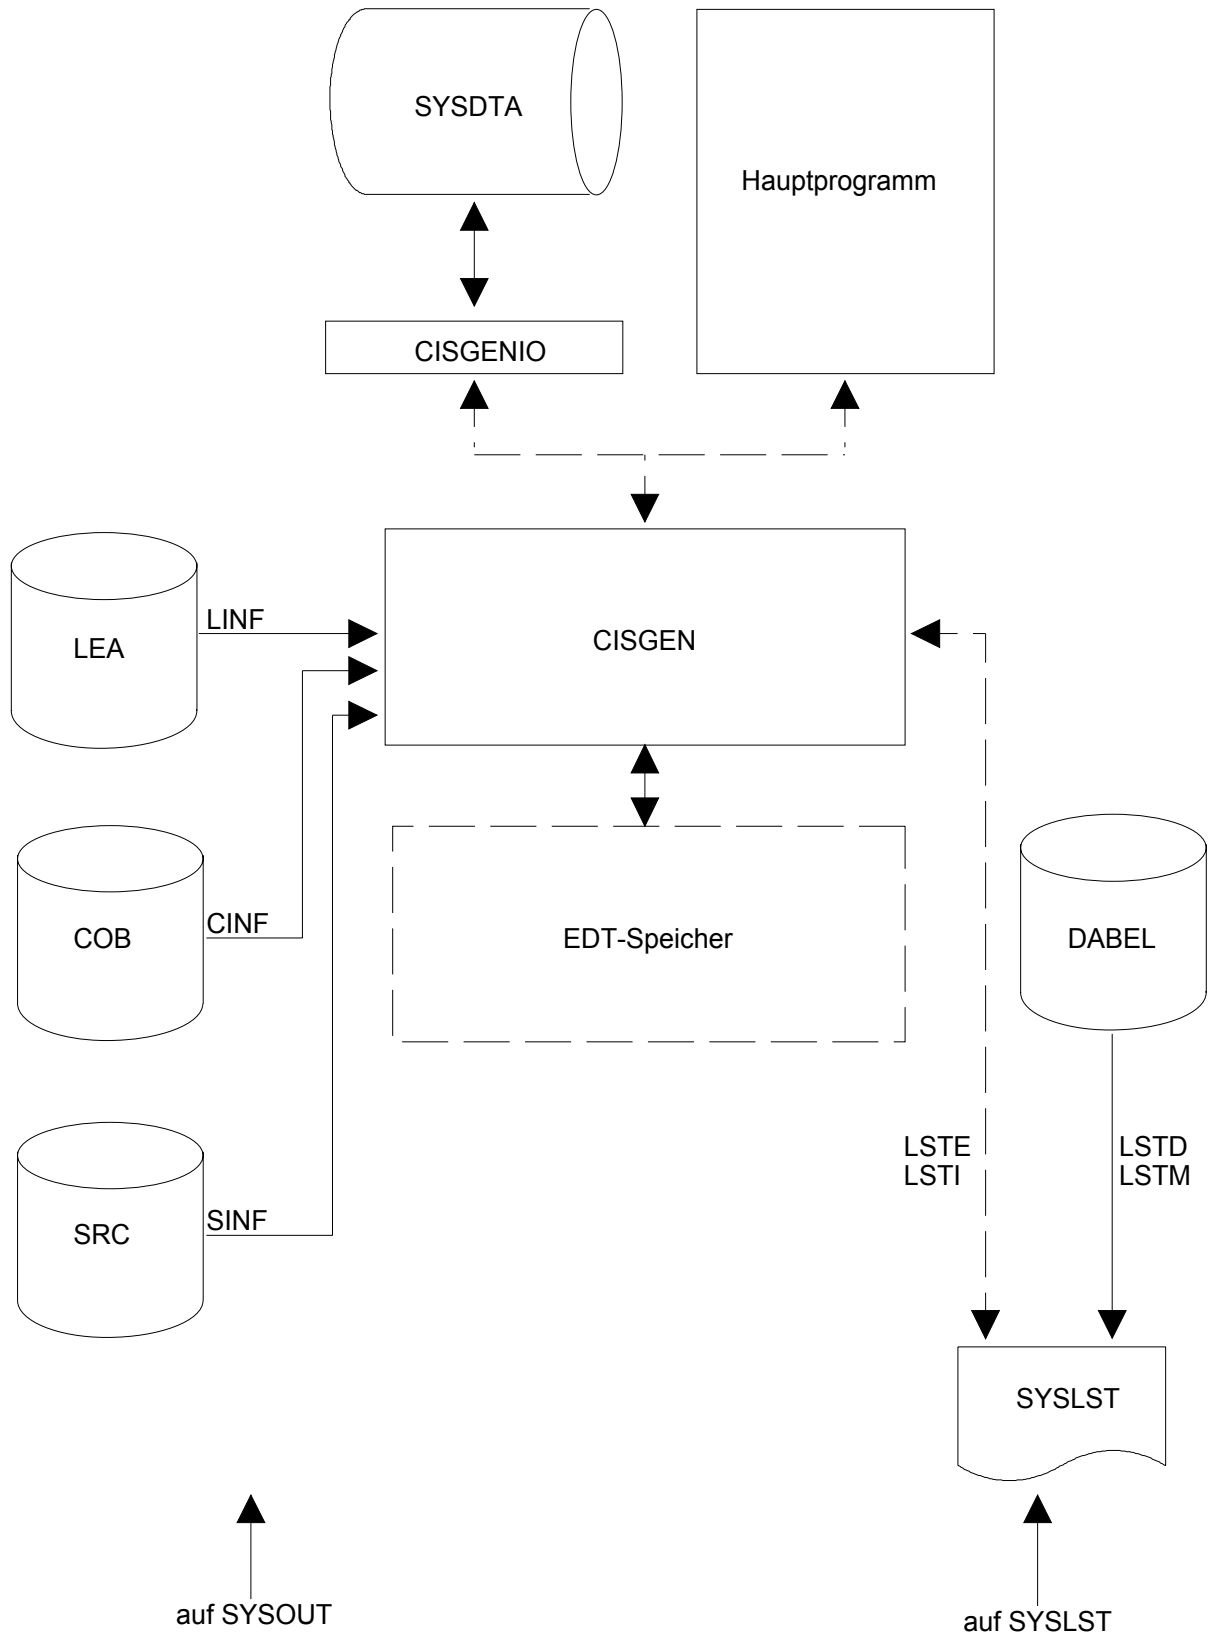 SYSDTA
Hauptprogramm
CISGENIO
LINF
LEA
CISGEN
CINF
COB
EDT-Speicher
DABEL
LSTE
LSTI
LSTD
LSTM
SINF
SRC
SYSLST
auf SYSOUT
auf SYSLST